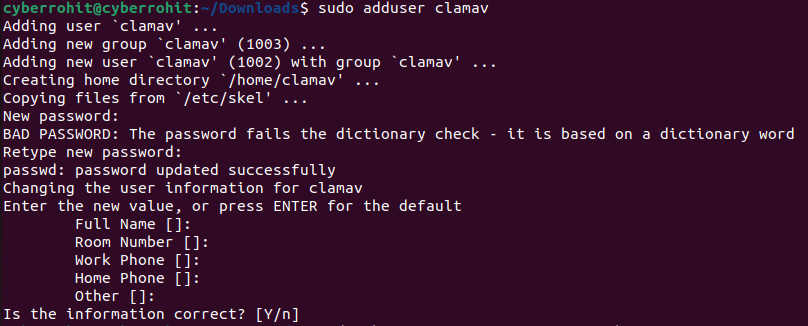 cyberrohit@cyberrohit:~/Downloads$ sudo adduser clamav
Adding user `clamav' ...
Adding new group `clamav' (1003) ...
Adding new user `clamav' (1002) with group `clamav' ...
Creating home directory `/home/clamav' ...
Copying files from `/etc/skel' ...
New password:
BAD PASSWORD: The password fails the dictionary check - it is based on a dictionary word
Retype new password:
passwd: password updated successfully
Changing the user information for clamav
Enter the new value, or press ENTER for the default
Full Name []:
Room Number []:
Work Phone []:
Home Phone []:
Other []:
Is the information correct? [Y/n]